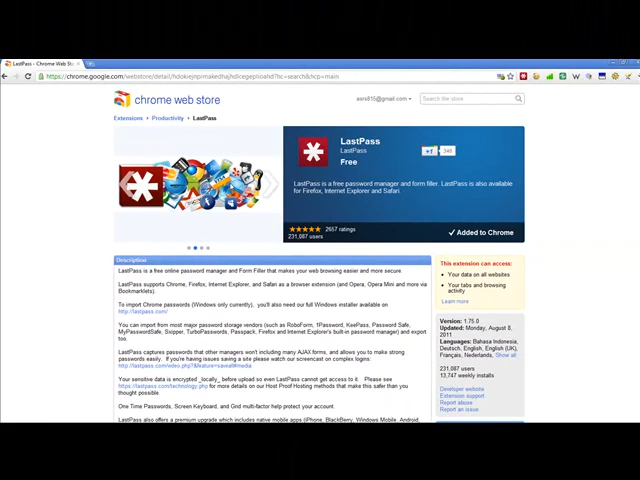 LastPass - Chrome Web St
https://chrome.google.com/webstore/detail/hdokiejnpimakedhajhdlcegeplioahd?hc=search&hcp=main
chrome web store
Search the store
Extensions > Productivity > LastPass
LastPass
LastPass
Free
+1 346
LastPass is a free password manager and form filler. LastPass is also available
for Firefox, Internet Explorer and Safari.
2657 ratings
231,087 users
Added to Chrome
Description
LastPass is a free online password manager and Form Filler that makes your web browsing easier and more secure.
LastPass supports Chrome, Firefox, Internet Explorer, and Safari as a browser extension (and Opera, Opera Mini and more via
Bookmarklets).
To import Chrome passwords (Windows only currently), you'll also need our full Windows installer available on
http://lastpass.com/
You can import from most major password storage vendors (such as RoboForm, 1Password, KeePass, Password Safe,
MyPasswordSafe, Sxipper, TurboPasswords, Passpack, Firefox and Internet Explorer's built-in password manager) and export
too.
LastPass captures passwords that other managers won't including many AJAX forms, and allows you to make strong
passwords easily. If you're having issues saving a site please watch our screencast on complex logins:
Your sensitive data is encrypted _locally_ before upload so even LastPass cannot get access to it. Please see
https://lastpass.com/technology.php for more details on our Host Proof Hosting methods that make this safer than you
thought possible.
One Time Passwords, Screen Keyboard, and Grid multi-factor help protect your account.
LastPass also offers a premium upgrade which includes native mobile apps (iPhone, BlackBerry, Windows Mobile, Android,
This extension can access:
Your data on all websites
Your tabs and browsing
activity
Learn more
Version: 1.75.0
Updated: Monday, August 8,
2011
Languages: Bahasa Indonesia,
Deutsch, English, English (UK),
Français, Nederlands, Show all
231,087 users
13,747 weekly installs
Developer website
Extension support
Report abuse
Report an issue